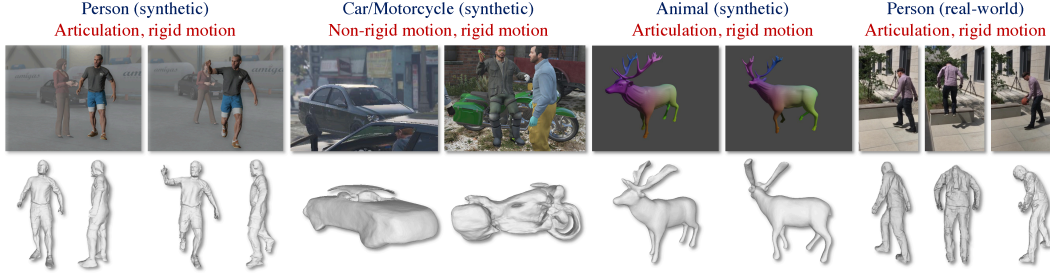 Person (synthetic)
Articulation, rigid motion
Car/Motorcycle (synthetic)
Non-rigid motion, rigid motion
Animal (synthetic)
Articulation, rigid motion
Person (real-world)
Articulation, rigid motion